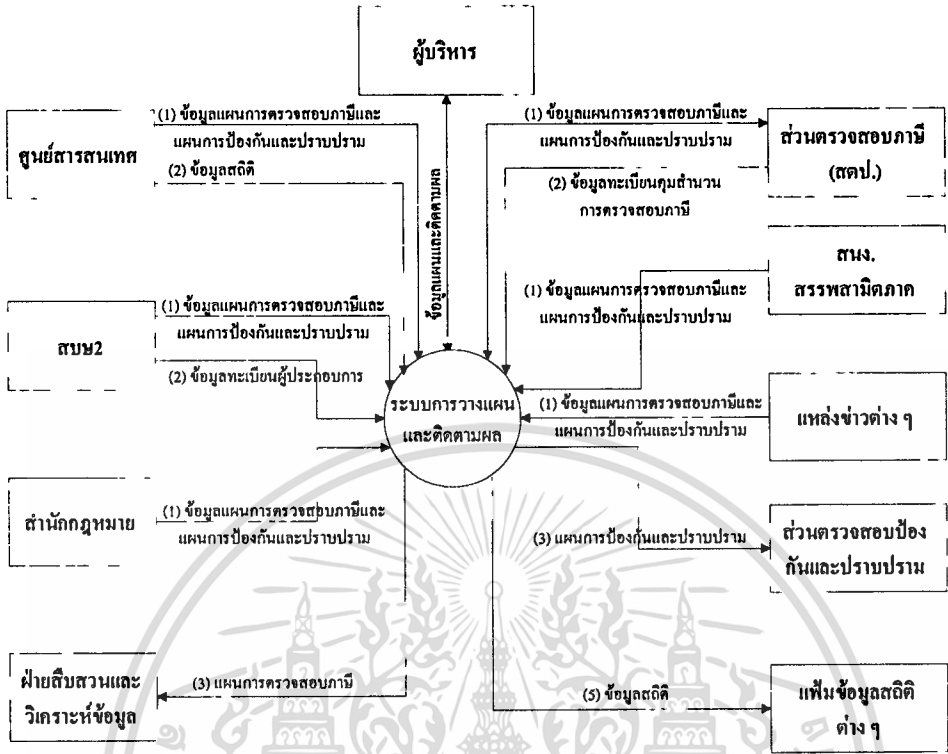 ผู้บริหาร
ศูนย์สารสนเทศ
(1) ข้อมูลแผนการตรวจสอบภาษีและ
แผนการป้องกันและปราบปราม
(2) ข้อมูลสถิติ
ข้อมูลแผนและติดตามผล
(1) ข้อมูลแผนการตรวจสอบภาษีและ
แผนการป้องกันและปราบปราม
(2) ข้อมูลทะเบียนคุมสำนวน
การตรวจสอบภาษี
ส่วนตรวจสอบภาษี
(สตป.)
สนง.
สรรพสามิตภาค
(1) ข้อมูลแผนการตรวจสอบภาษีและ
แผนการป้องกันและปราบปราม
สบษ2
(1) ข้อมูลแผนการตรวจสอบภาษีและ
แผนการป้องกันและปราบปราม
(2) ข้อมูลทะเบียนผู้ประกอบการ
ระบบการวางแผน
และติดตามผล
(1) ข้อมูลแผนการตรวจสอบภาษีและ
แผนการป้องกันและปราบปราม
แหล่งข่าวต่าง ๆ
สำนักกฎหมาย
(1) ข้อมูลแผนการตรวจสอบภาษีและ
แผนการป้องกันและปราบปราม
(3) แผนการป้องกันและปราบปราม
ส่วนตรวจสอบป้อง
กันและปราบปราม
ฝ่ายสืบสวนและ
วิเคราะห์ข้อมูล
(3) แผนการตรวจสอบภาษี
(5) ข้อมูลสถิติ
แฟ้มข้อมูลสถิติ
ต่าง ๆ